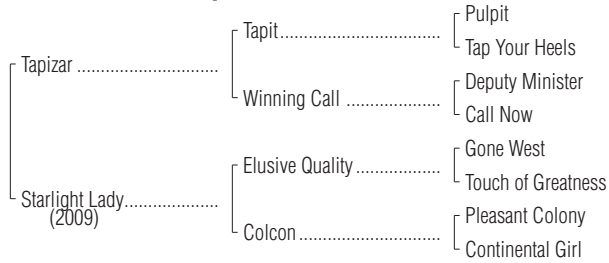 Pulpit
Tapit
Tap Your Heels
Tapizar
Deputy Minister
Winning Call
Call Now
Gone West
Elusive Quality
Touch of Greatness
Starlight Lady
(2009)
Pleasant Colony
Colcon
Continental Girl